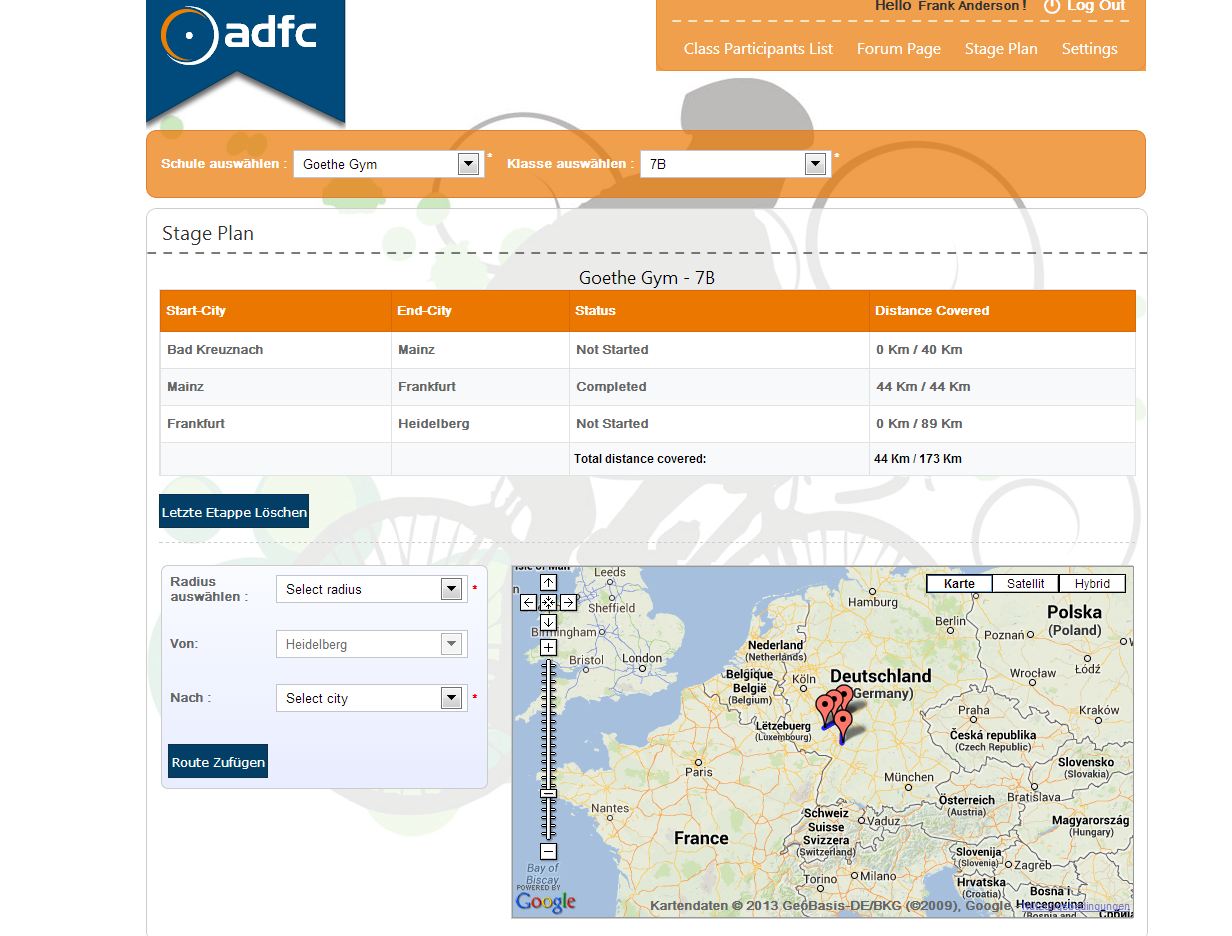 adfc
Hello Frank Anderson ! Log Out
Class Participants List Forum Page Stage Plan Settings
Schule auswählen : Goethe Gym * Klasse auswählen : 7B *
Stage Plan
Goethe Gym - 7B
Start-City End-City Status Distance Covered
Bad Kreuznach Mainz Not Started 0 Km / 40 Km
Mainz Frankfurt Completed 44 Km / 44 Km
Frankfurt Heidelberg Not Started 0 Km / 89 Km
Total distance covered: 44 Km / 173 Km
Letzte Etappe Löschen
Radius
auswählen : Select radius *
Von: Heidelberg
Nach : Select city *
Route Zufügen
Isle of Man
Leeds
Karte Satellit Hybrid
Sheffield
Hamburg
Polska
(Poland)
Berlin
Poznań
Birmingham
Nederland
(Netherlands)
Bristol
London
Łódź
Wrocław
België
Belgique
(Belgium)
Köln
Deutschland
(Germany)
Praha
Kraków
Lëtzebuerg
(Luxembourg)
Česká republika
(Czech Republic)
Paris
Slovensko
(Slovakia)
München
Bratislava
Nantes
Österreich
(Austria)
Schweiz
Suisse
Svizzera
(Switzerland)
Vaduz
Magyarország
(Hungary)
France
Slovenija
(Slovenia)
Zagreb
Torino
Milano
Bay of
Biscay
Hrvatska
(Croatia)
Bosna i
Hercegovina
(Bosnia and
POWERED BY
Google
Kartendaten © 2013 GeoBasis-DE/BKG (©2009), Google - Nutzungsbedingungen